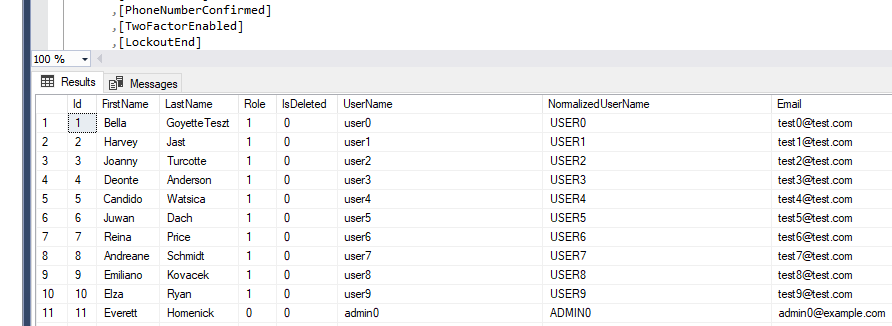 ,[PhoneNumberConfirmed]
,[TwoFactorEnabled]
,[LockoutEnd]
100 %
Results Messages
Id FirstName LastName Role IsDeleted UserName NormalizedUserName Email
1 1 Bella GoyetteTeszt 1 0 user0 USER0 test0@test.com
2 2 Harvey Jast 1 0 user1 USER1 test1@test.com
3 3 Joanny Turcotte 1 0 user2 USER2 test2@test.com
4 4 Deonte Anderson 1 0 user3 USER3 test3@test.com
5 5 Candido Watsica 1 0 user4 USER4 test4@test.com
6 6 Juwan Dach 1 0 user5 USER5 test5@test.com
7 7 Reina Price 1 0 user6 USER6 test6@test.com
8 8 Andreane Schmidt 1 0 user7 USER7 test7@test.com
9 9 Emiliano Kovacek 1 0 user8 USER8 test8@test.com
10 10 Elza Ryan 1 0 user9 USER9 test9@test.com
11 11 Everett Homenick 0 0 admin0 ADMIN0 admin0@example.com